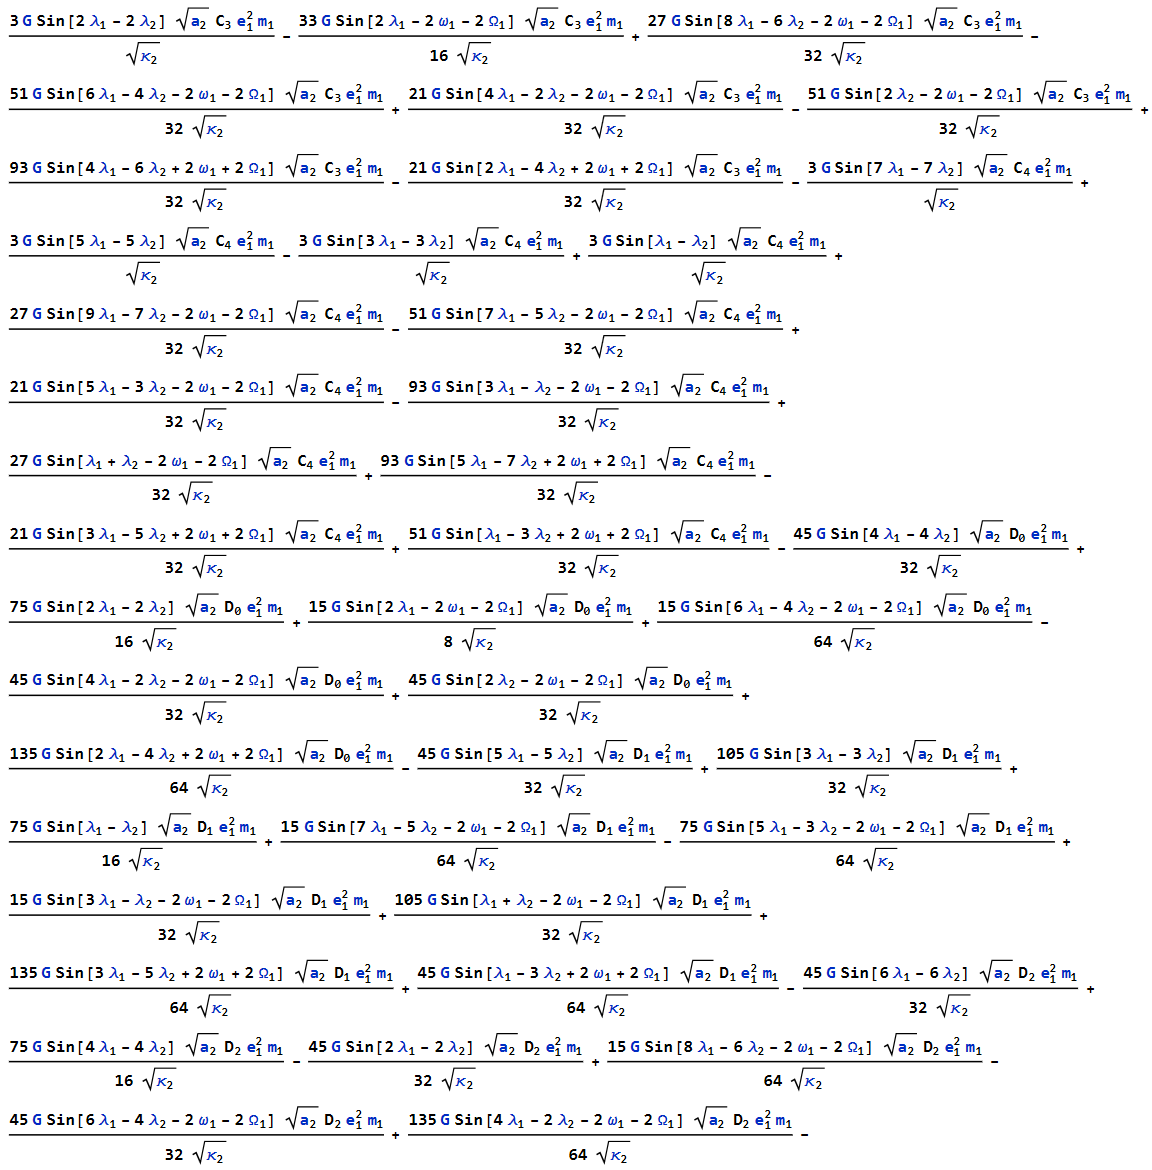 3 G Sin[2 λ₁ − 2 λ₂] √a₂ C₃ e₁² m₁ / √κ₂ − 33 G Sin[2 λ₁ − 2 ω₁ − 2 Ω₁] √a₂ C₃ e₁² m₁ / 16 √κ₂ + 27 G Sin[8 λ₁ − 6 λ₂ − 2 ω₁ − 2 Ω₁] √a₂ C₃ e₁² m₁ / 32 √κ₂ −
51 G Sin[6 λ₁ − 4 λ₂ − 2 ω₁ − 2 Ω₁] √a₂ C₃ e₁² m₁ / 32 √κ₂ + 21 G Sin[4 λ₁ − 2 λ₂ − 2 ω₁ − 2 Ω₁] √a₂ C₃ e₁² m₁ / 32 √κ₂ − 51 G Sin[2 λ₂ − 2 ω₁ − 2 Ω₁] √a₂ C₃ e₁² m₁ / 32 √κ₂ +
93 G Sin[4 λ₁ − 6 λ₂ + 2 ω₁ + 2 Ω₁] √a₂ C₃ e₁² m₁ / 32 √κ₂ − 21 G Sin[2 λ₁ − 4 λ₂ + 2 ω₁ + 2 Ω₁] √a₂ C₃ e₁² m₁ / 32 √κ₂ − 3 G Sin[7 λ₁ − 7 λ₂] √a₂ C₄ e₁² m₁ / √κ₂ +
3 G Sin[5 λ₁ − 5 λ₂] √a₂ C₄ e₁² m₁ / √κ₂ − 3 G Sin[3 λ₁ − 3 λ₂] √a₂ C₄ e₁² m₁ / √κ₂ + 3 G Sin[λ₁ − λ₂] √a₂ C₄ e₁² m₁ / √κ₂ +
27 G Sin[9 λ₁ − 7 λ₂ − 2 ω₁ − 2 Ω₁] √a₂ C₄ e₁² m₁ / 32 √κ₂ − 51 G Sin[7 λ₁ − 5 λ₂ − 2 ω₁ − 2 Ω₁] √a₂ C₄ e₁² m₁ / 32 √κ₂ +
21 G Sin[5 λ₁ − 3 λ₂ − 2 ω₁ − 2 Ω₁] √a₂ C₄ e₁² m₁ / 32 √κ₂ − 93 G Sin[3 λ₁ − λ₂ − 2 ω₁ − 2 Ω₁] √a₂ C₄ e₁² m₁ / 32 √κ₂ +
27 G Sin[λ₁ + λ₂ − 2 ω₁ − 2 Ω₁] √a₂ C₄ e₁² m₁ / 32 √κ₂ + 93 G Sin[5 λ₁ − 7 λ₂ + 2 ω₁ + 2 Ω₁] √a₂ C₄ e₁² m₁ / 32 √κ₂ −
21 G Sin[3 λ₁ − 5 λ₂ + 2 ω₁ + 2 Ω₁] √a₂ C₄ e₁² m₁ / 32 √κ₂ + 51 G Sin[λ₁ − 3 λ₂ + 2 ω₁ + 2 Ω₁] √a₂ C₄ e₁² m₁ / 32 √κ₂ − 45 G Sin[4 λ₁ − 4 λ₂] √a₂ D₀ e₁² m₁ / 32 √κ₂ +
75 G Sin[2 λ₁ − 2 λ₂] √a₂ D₀ e₁² m₁ / 16 √κ₂ + 15 G Sin[2 λ₁ − 2 ω₁ − 2 Ω₁] √a₂ D₀ e₁² m₁ / 8 √κ₂ + 15 G Sin[6 λ₁ − 4 λ₂ − 2 ω₁ − 2 Ω₁] √a₂ D₀ e₁² m₁ / 64 √κ₂ −
45 G Sin[4 λ₁ − 2 λ₂ − 2 ω₁ − 2 Ω₁] √a₂ D₀ e₁² m₁ / 32 √κ₂ + 45 G Sin[2 λ₂ − 2 ω₁ − 2 Ω₁] √a₂ D₀ e₁² m₁ / 32 √κ₂ +
135 G Sin[2 λ₁ − 4 λ₂ + 2 ω₁ + 2 Ω₁] √a₂ D₀ e₁² m₁ / 64 √κ₂ − 45 G Sin[5 λ₁ − 5 λ₂] √a₂ D₁ e₁² m₁ / 32 √κ₂ + 105 G Sin[3 λ₁ − 3 λ₂] √a₂ D₁ e₁² m₁ / 32 √κ₂ +
75 G Sin[λ₁ − λ₂] √a₂ D₁ e₁² m₁ / 16 √κ₂ + 15 G Sin[7 λ₁ − 5 λ₂ − 2 ω₁ − 2 Ω₁] √a₂ D₁ e₁² m₁ / 64 √κ₂ − 75 G Sin[5 λ₁ − 3 λ₂ − 2 ω₁ − 2 Ω₁] √a₂ D₁ e₁² m₁ / 64 √κ₂ +
15 G Sin[3 λ₁ − λ₂ − 2 ω₁ − 2 Ω₁] √a₂ D₁ e₁² m₁ / 32 √κ₂ + 105 G Sin[λ₁ + λ₂ − 2 ω₁ − 2 Ω₁] √a₂ D₁ e₁² m₁ / 32 √κ₂ +
135 G Sin[3 λ₁ − 5 λ₂ + 2 ω₁ + 2 Ω₁] √a₂ D₁ e₁² m₁ / 64 √κ₂ + 45 G Sin[λ₁ − 3 λ₂ + 2 ω₁ + 2 Ω₁] √a₂ D₁ e₁² m₁ / 64 √κ₂ − 45 G Sin[6 λ₁ − 6 λ₂] √a₂ D₂ e₁² m₁ / 32 √κ₂ +
75 G Sin[4 λ₁ − 4 λ₂] √a₂ D₂ e₁² m₁ / 16 √κ₂ − 45 G Sin[2 λ₁ − 2 λ₂] √a₂ D₂ e₁² m₁ / 32 √κ₂ + 15 G Sin[8 λ₁ − 6 λ₂ − 2 ω₁ − 2 Ω₁] √a₂ D₂ e₁² m₁ / 64 √κ₂ −
45 G Sin[6 λ₁ − 4 λ₂ − 2 ω₁ − 2 Ω₁] √a₂ D₂ e₁² m₁ / 32 √κ₂ + 135 G Sin[4 λ₁ − 2 λ₂ − 2 ω₁ − 2 Ω₁] √a₂ D₂ e₁² m₁ / 64 √κ₂ −